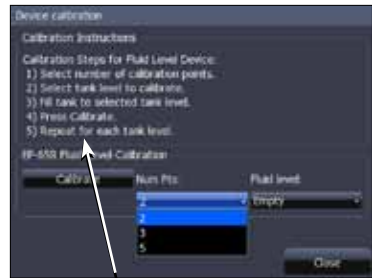 Device calibration
Calibration Instructions
Calibration Steps for Fluid Level Device:
1) Select number of calibration points.
2) Select tank level to calibrate.
3) Fill tank to selected tank level.
4) Press Calibrate.
5) Repeat for each tank level.
EP-65R Fluid Level Calibration
Calibrate Num Pts: Fluid level:
2 Empty
2
3
5
Close